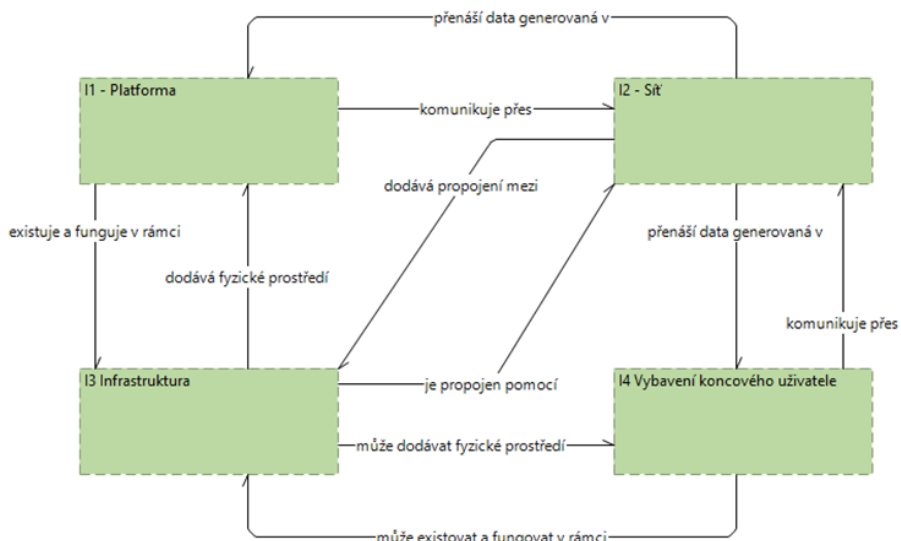 přenáší data generovaná v
I1 - Platforma
I2 - Síť
komunikuje přes
dodává propojení mezi
existuje a funguje v rámci
přenáší data generovaná v
dodává fyzické prostředí
komunikuje přes
I3 Infrastruktura
je propojen pomocí
I4 Vybavení koncového uživatele
může dodávat fyzické prostředí
může existovat a fungovat v rámci